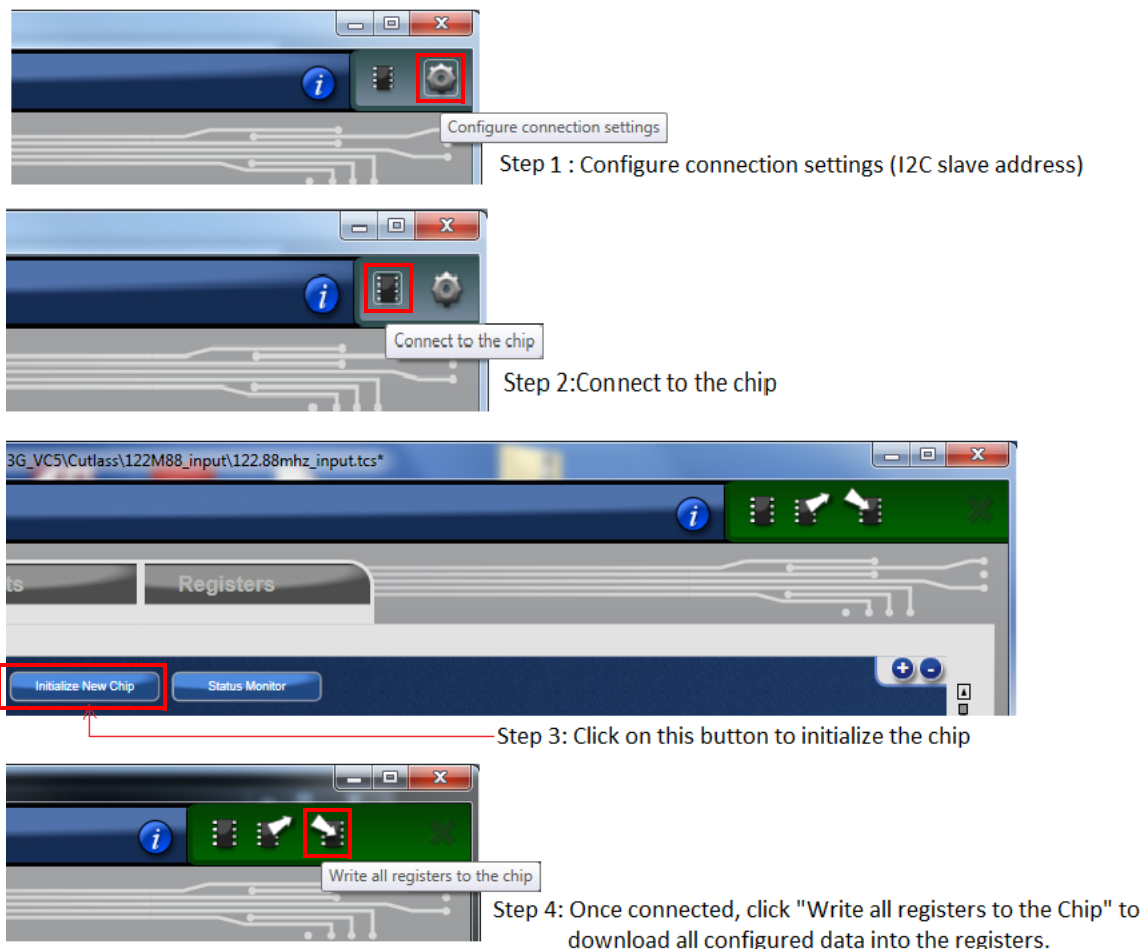 Configure connection settings
Step 1 : Configure connection settings (I2C slave address)
Connect to the chip
Step 2:Connect to the chip
3G_VC5\Cutlass\122M88_input\122.88mhz_input.tcs*
ts
Registers
Initialize New Chip
Status Monitor
Step 3: Click on this button to initialize the chip
Write all registers to the chip
Step 4: Once connected, click "Write all registers to the Chip" to
download all configured data into the registers.